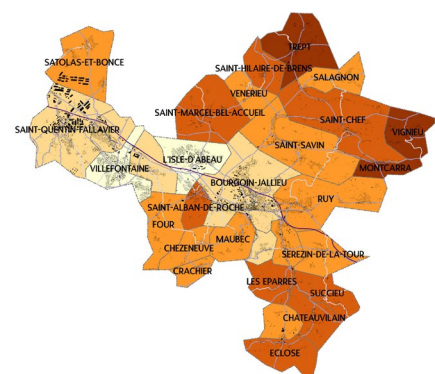 TREPT
SATOLAS-ET-BONCE
SAINT-HILAIRE-DE-BRENS
SALAGNON
VENERIEU
SAINT-MARCEL-BEL-ACCUEIL
SAINT-CHEF
SAINT-QUENTIN-FALLAVIER
VIGNIEU
SAINT-SAVIN
L'ISLE-D'ABEAU
VILLEFONTAINE
MONTCARRA
BOURGOIN-JALLIEU
RUY
SAINT-ALBAN-DE-ROCHE
FOUR
MAUBEC
CHEZENEUVE
SEREZIN-DE-LA-TOUR
CRACHIER
LES EPARRES
SUCCIEU
CHATEAUVILAIN
ECLOSE